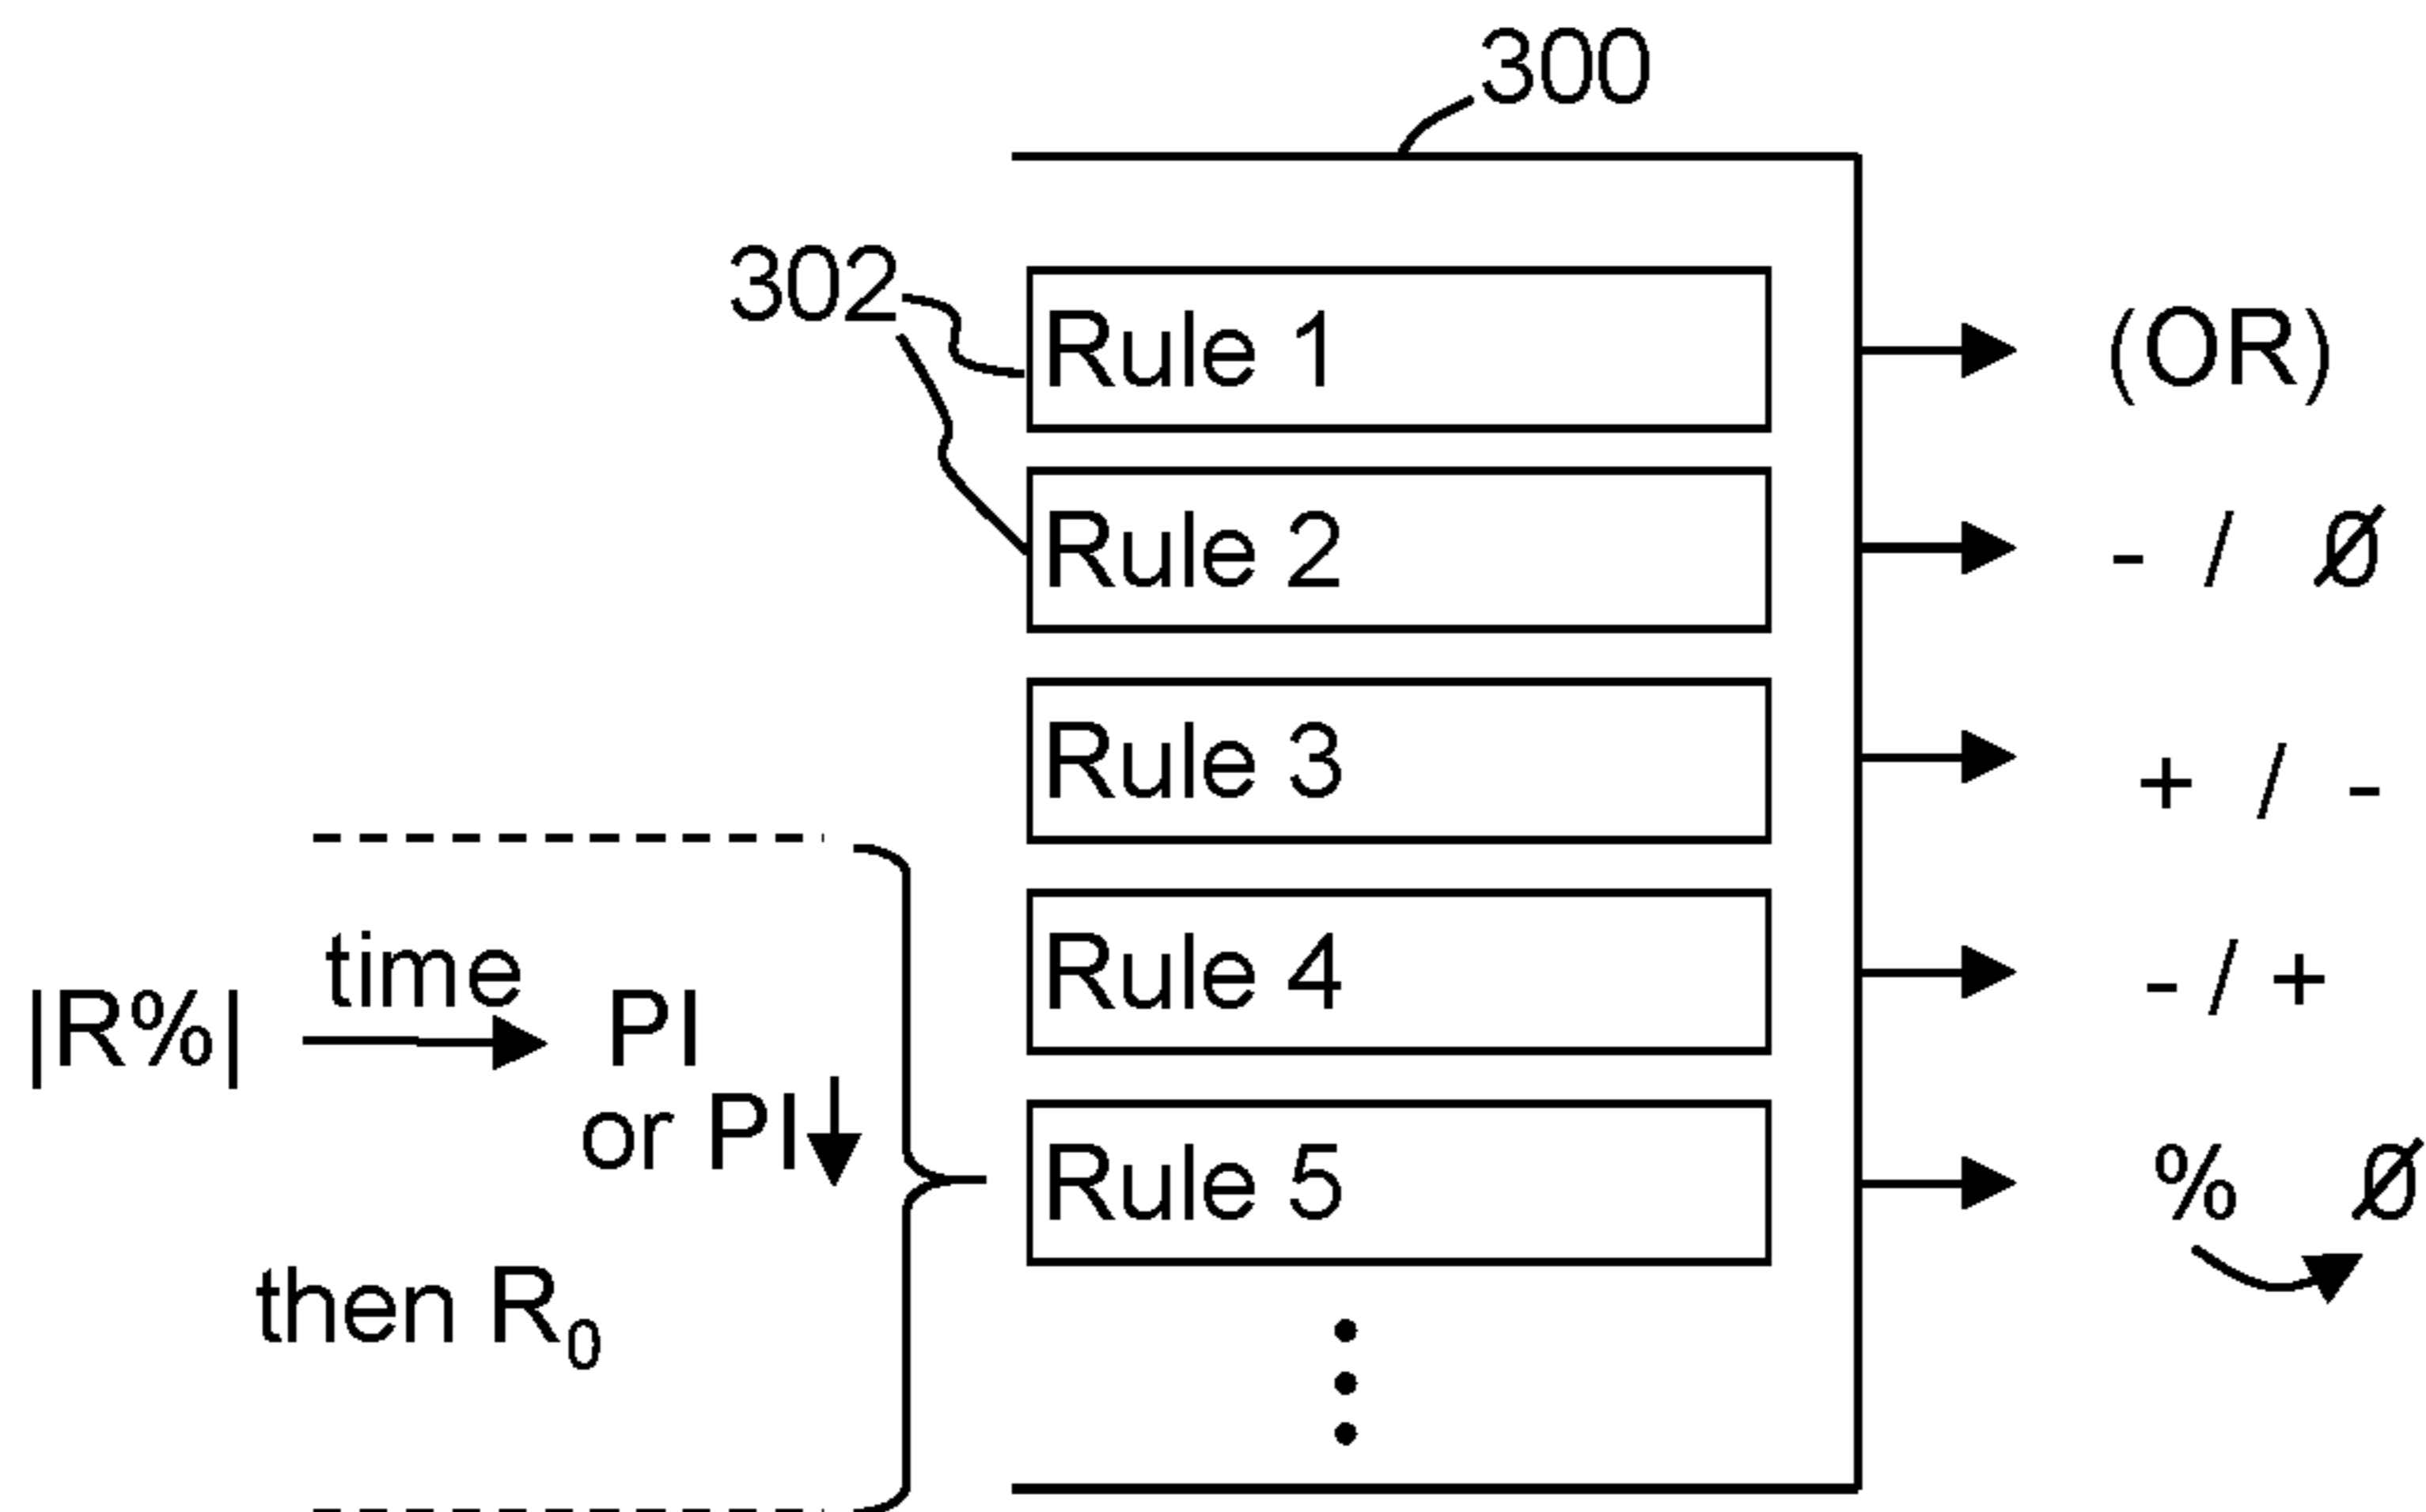 300
302
Rule 1
(OR)
Rule 2
- / Ø
Rule 3
+ / -
Rule 4
- / +
time
|R%| PI
or PI
Rule 5
% Ø
then R₀